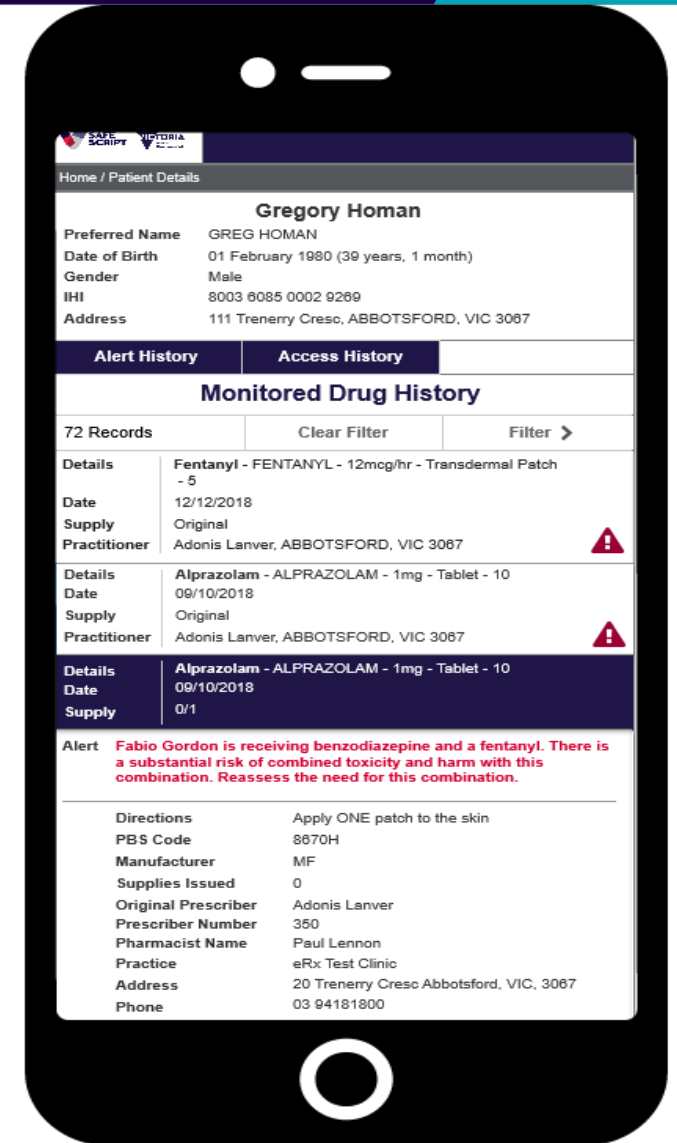 SAFE SCRIPT VICTORIA
Home / Patient Details
Gregory Homan
Preferred Name GREG HOMAN
Date of Birth 01 February 1980 (39 years, 1 month)
Gender Male
IHI 8003 6085 0002 9269
Address 111 Trenerry Cresc, ABBOTSFORD, VIC 3067
Alert History Access History
Monitored Drug History
72 Records Clear Filter Filter >
Details Fentanyl - FENTANYL - 12mcg/hr - Transdermal Patch
- 5
Date 12/12/2018
Supply Original
Practitioner Adonis Lanver, ABBOTSFORD, VIC 3067
Details Alprazolam - ALPRAZOLAM - 1mg - Tablet - 10
Date 09/10/2018
Supply Original
Practitioner Adonis Lanver, ABBOTSFORD, VIC 3067
Details Alprazolam - ALPRAZOLAM - 1mg - Tablet - 10
Date 09/10/2018
Supply 0/1
Alert Fabio Gordon is receiving benzodiazepine and a fentanyl. There is
a substantial risk of combined toxicity and harm with this
combination. Reassess the need for this combination.
Directions Apply ONE patch to the skin
PBS Code 8670H
Manufacturer MF
Supplies Issued 0
Original Prescriber Adonis Lanver
Prescriber Number 350
Pharmacist Name Paul Lennon
Practice eRx Test Clinic
Address 20 Trenerry Cresc Abbotsford, VIC, 3067
Phone 03 94181800